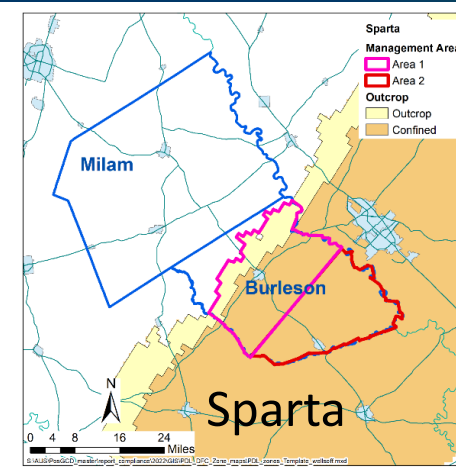 Sparta
Management Area
Area 1
Area 2
Outcrop
Outcrop
Confined
Milam
Burleson
N
Sparta
0 4 8 16 24
Miles